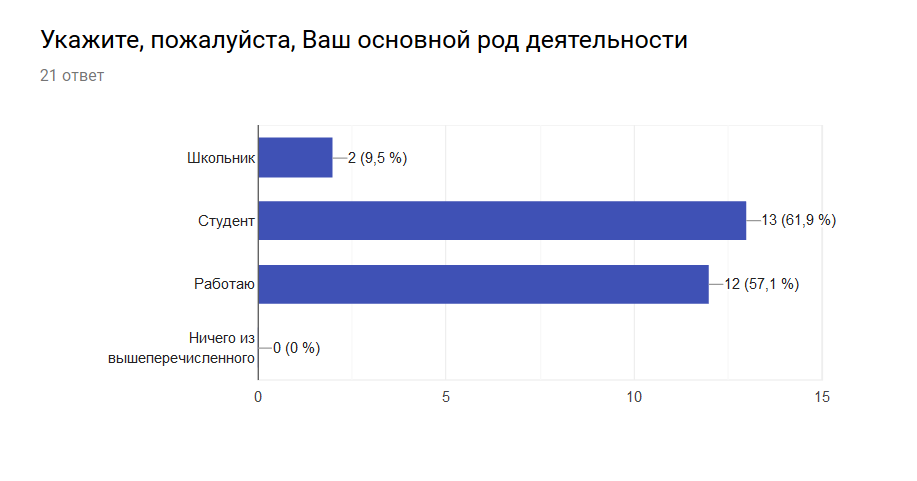 Укажите, пожалуйста, Ваш основной род деятельности
21 ответ
Школьник
2 (9,5 %)
Студент
13 (61,9 %)
Работаю
12 (57,1 %)
Ничего из
вышеперечисленного
0 (0 %)
0
5
10
15